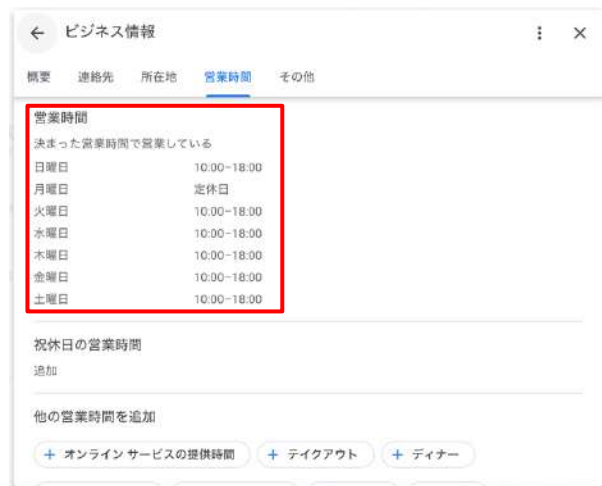 ビジネス情報
概要 連絡先 所在地 営業時間 その他
営業時間
決まった営業時間で営業している
日曜日 10:00~18:00
月曜日 定休日
火曜日 10:00~18:00
水曜日 10:00~18:00
木曜日 10:00~18:00
金曜日 10:00~18:00
土曜日 10:00~18:00
祝休日の営業時間
追加
他の営業時間を追加
+ オンライン サービスの提供時間 + テイクアウト + ディナー